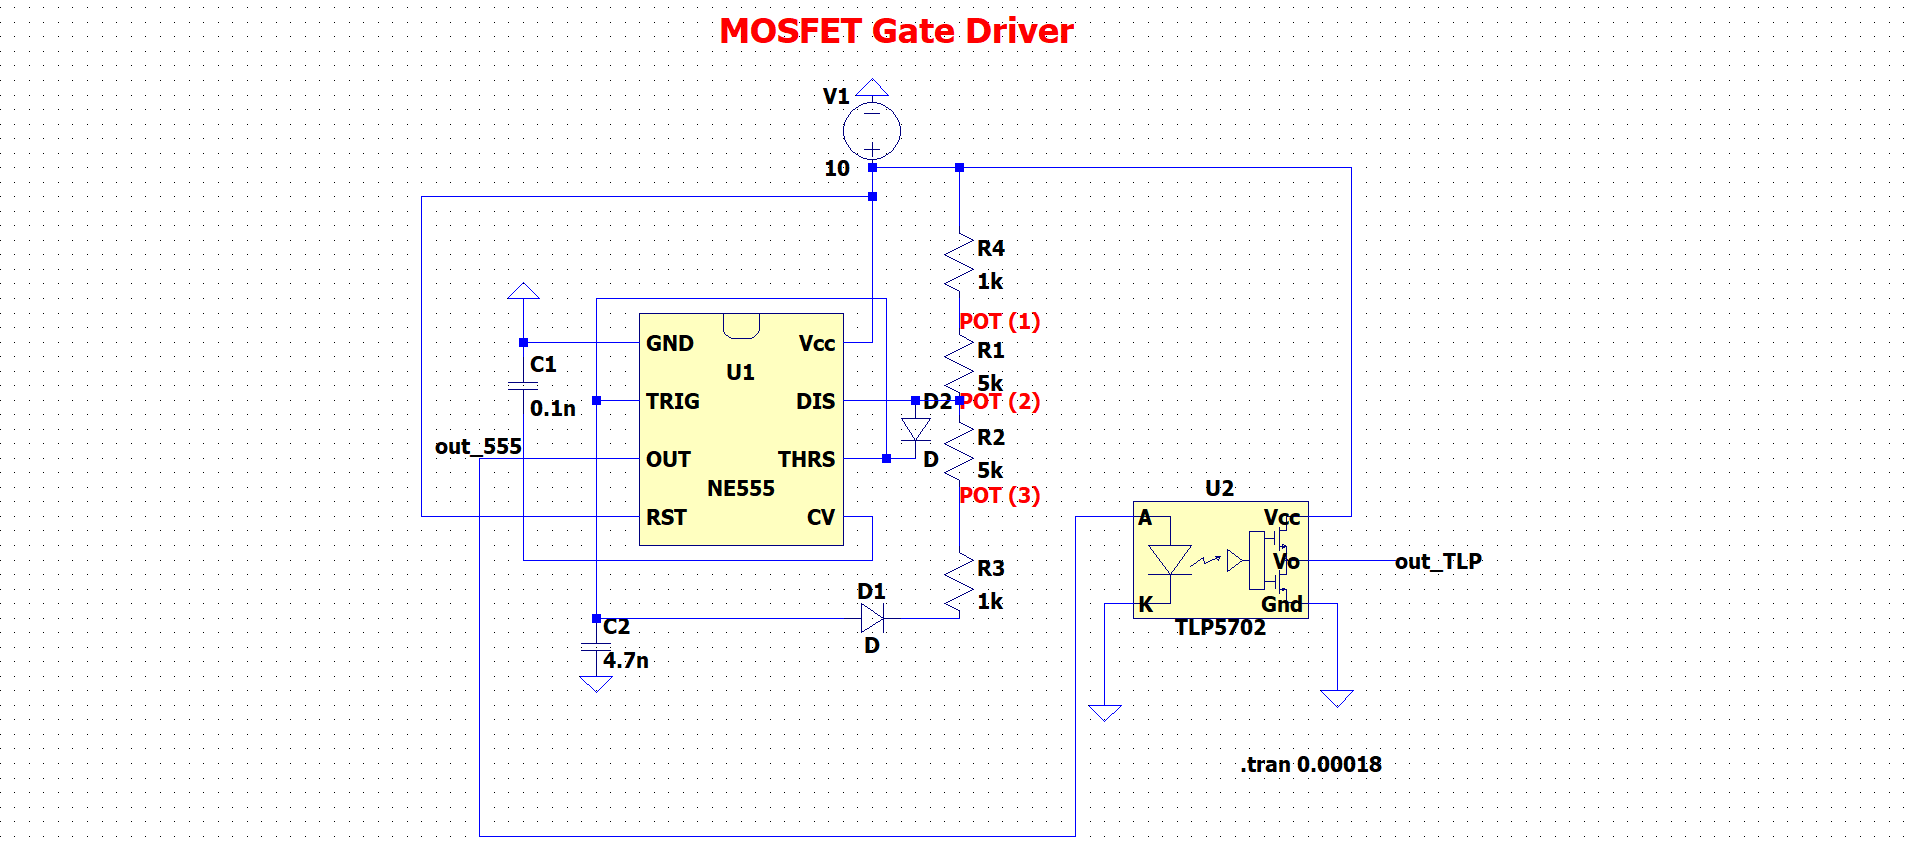 MOSFET Gate Driver
V1
10
R4
1k
POT (1)
R1
5k
POT (2)
R2
5k
POT (3)
R3
1k
GND
Vcc
U1
TRIG
DIS
OUT
THRS
NE555
RST
CV
C1
0.1n
out_555
D2
D
D1
D
C2
4.7n
U2
A
Vcc
Vo
K
Gnd
TLP5702
out_TLP
.tran 0.00018